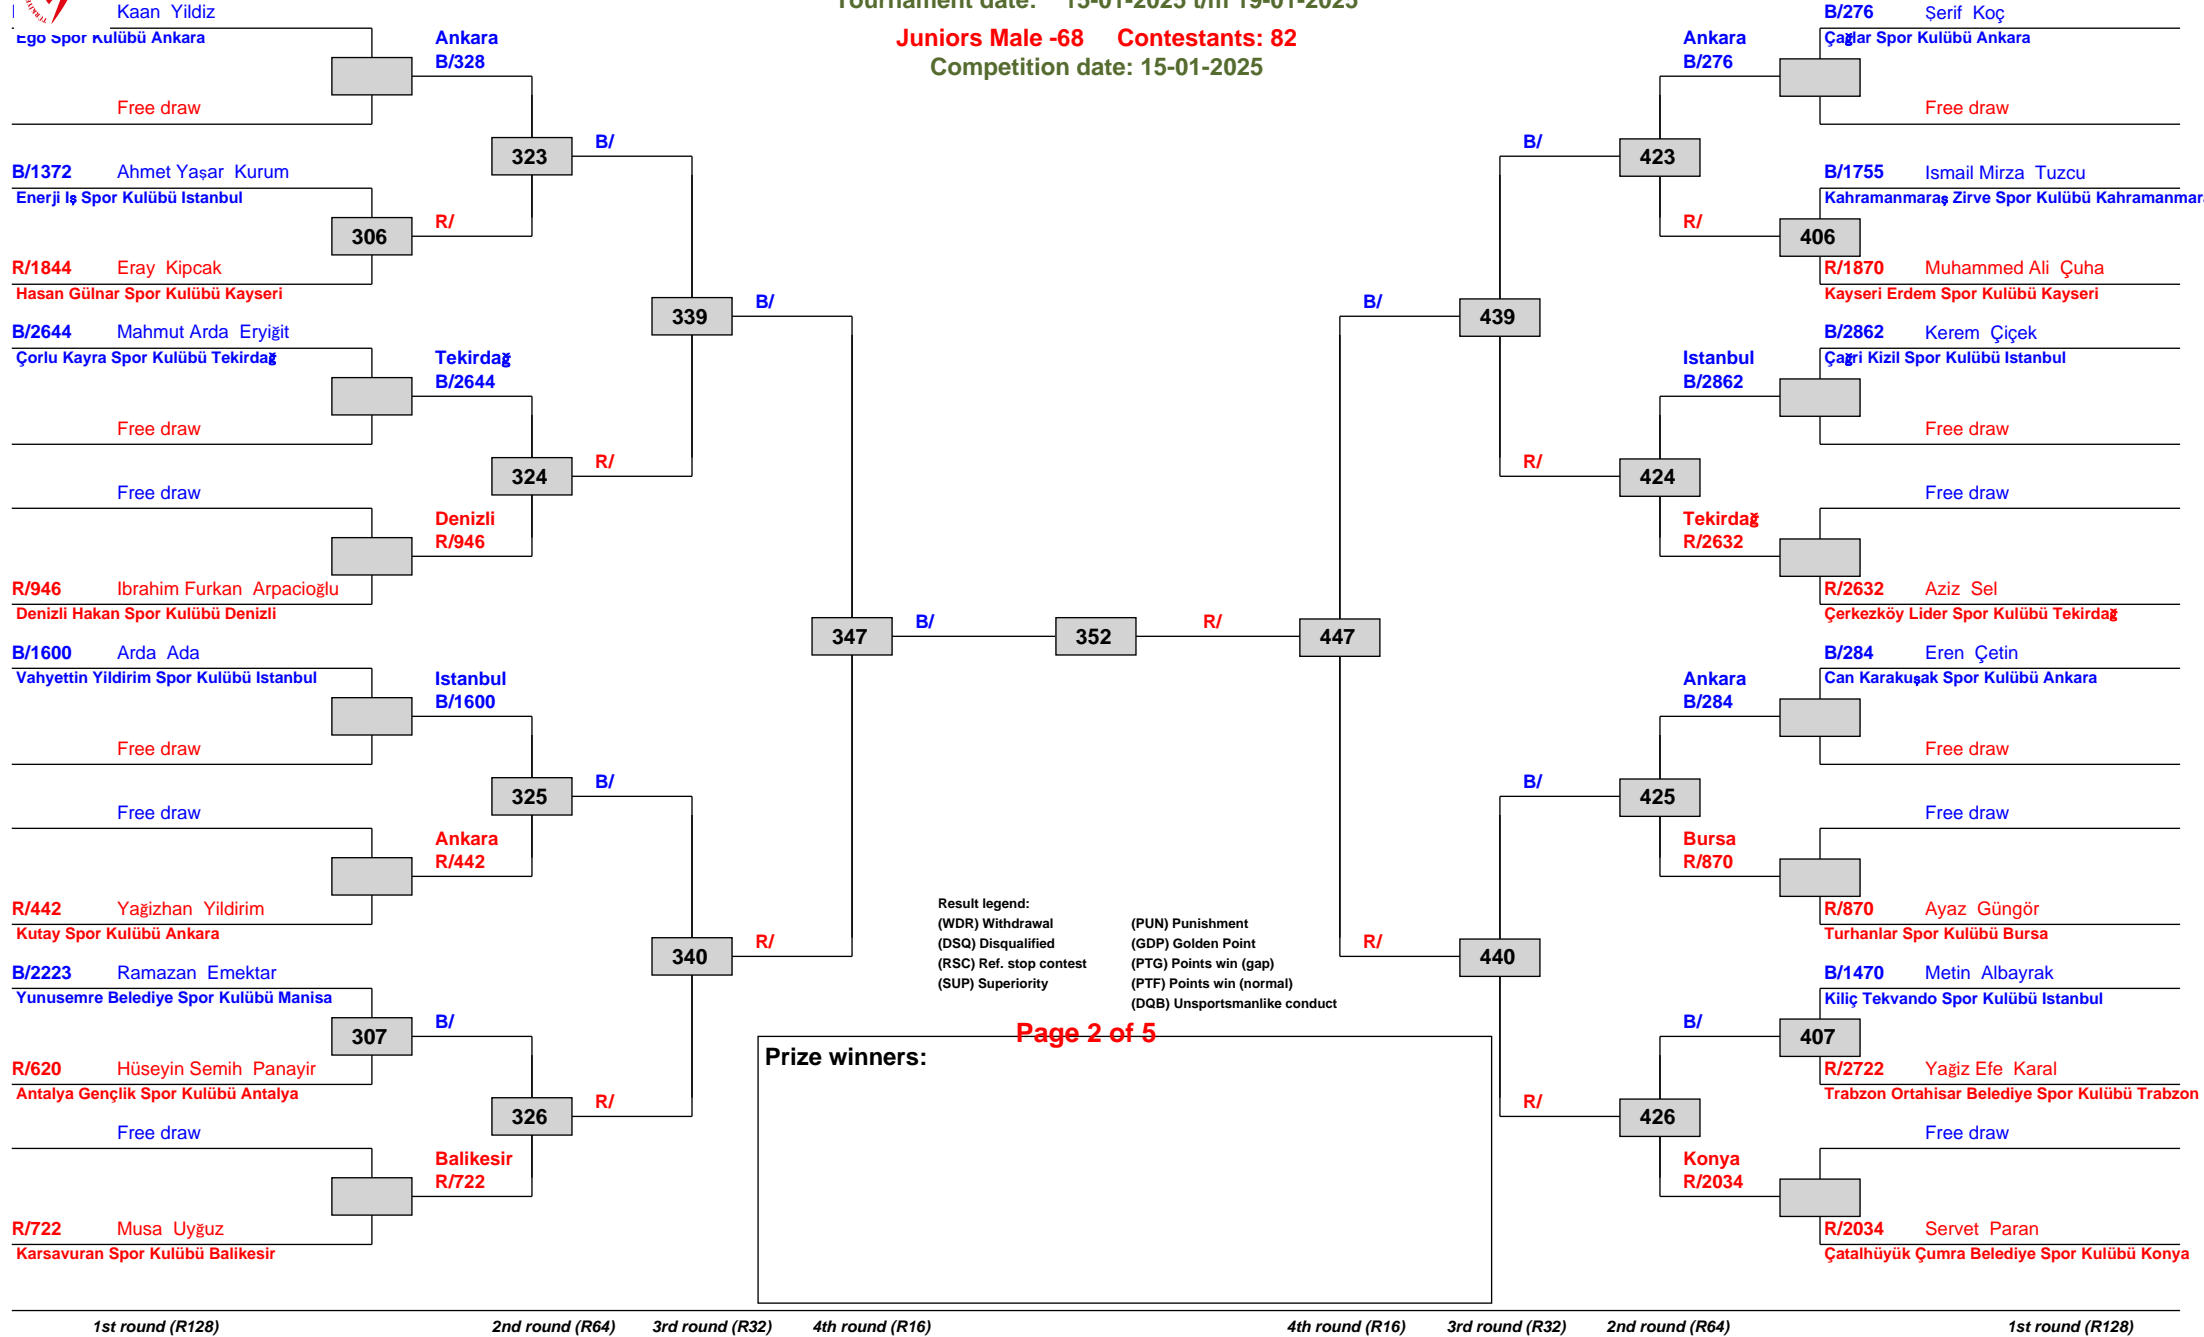 Tournament date: 15-01-2025 t/m 19-01-2025
Juniors Male -68 Contestants: 82
Competition date: 15-01-2025
Kaan Yildiz
Ego Spor Kulübü Ankara
Ankara
B/328
Free draw
323
B/
B/1372 Ahmet Yaşar Kurum
Enerji Iş Spor Kulübü Istanbul
306
R/
R/1844 Eray Kipcak
Hasan Gülnar Spor Kulübü Kayseri
339
B/
B/2644 Mahmut Arda Eryiğit
Çorlu Kayra Spor Kulübü Tekirdağ
Tekirdağ
B/2644
Free draw
324
R/
Free draw
Denizli
R/946
R/946 Ibrahim Furkan Arpacioğlu
Denizli Hakan Spor Kulübü Denizli
347
B/
352
B/1600 Arda Ada
Vahyettin Yildirim Spor Kulübü Istanbul
Istanbul
B/1600
Free draw
325
B/
Free draw
Ankara
R/442
R/442 Yağizhan Yildirim
Kutay Spor Kulübü Ankara
340
R/
B/2223 Ramazan Emektar
Yunusemre Belediye Spor Kulübü Manisa
307
B/
R/620 Hüseyin Semih Panayir
Antalya Gençlik Spor Kulübü Antalya
326
R/
Free draw
Balikesir
R/722
R/722 Musa Uyğuz
Karsavuran Spor Kulübü Balikesir
B/276 Şerif Koç
Çağlar Spor Kulübü Ankara
Ankara
B/276
Free draw
B/
423
B/1755 Ismail Mirza Tuzcu
Kahramanmaraş Zirve Spor Kulübü Kahramanmar
R/
406
R/1870 Muhammed Ali Çuha
Kayseri Erdem Spor Kulübü Kayseri
B/
439
B/2862 Kerem Çiçek
Çağri Kizil Spor Kulübü Istanbul
Istanbul
B/2862
Free draw
R/
424
Free draw
Tekirdağ
R/2632
R/2632 Aziz Sel
Çerkezköy Lider Spor Kulübü Tekirdağ
R/
447
B/284 Eren Çetin
Can Karakuşak Spor Kulübü Ankara
Ankara
B/284
Free draw
B/
425
Free draw
Bursa
R/870
R/870 Ayaz Güngör
Turhanlar Spor Kulübü Bursa
R/
440
B/1470 Metin Albayrak
Kiliç Tekvando Spor Kulübü Istanbul
B/
407
R/2722 Yağiz Efe Karal
Trabzon Ortahisar Belediye Spor Kulübü Trabzon
R/
426
Free draw
Konya
R/2034
R/2034 Servet Paran
Çatalhüyük Çumra Belediye Spor Kulübü Konya
Result legend:
(WDR) Withdrawal (PUN) Punishment
(DSQ) Disqualified (GDP) Golden Point
(RSC) Ref. stop contest (PTG) Points win (gap)
(SUP) Superiority (PTF) Points win (normal)
(DQB) Unsportsmanlike conduct
Page 2 of 5
Prize winners:
1st round (R128) 2nd round (R64) 3rd round (R32) 4th round (R16) 4th round (R16) 3rd round (R32) 2nd round (R64) 1st round (R128)